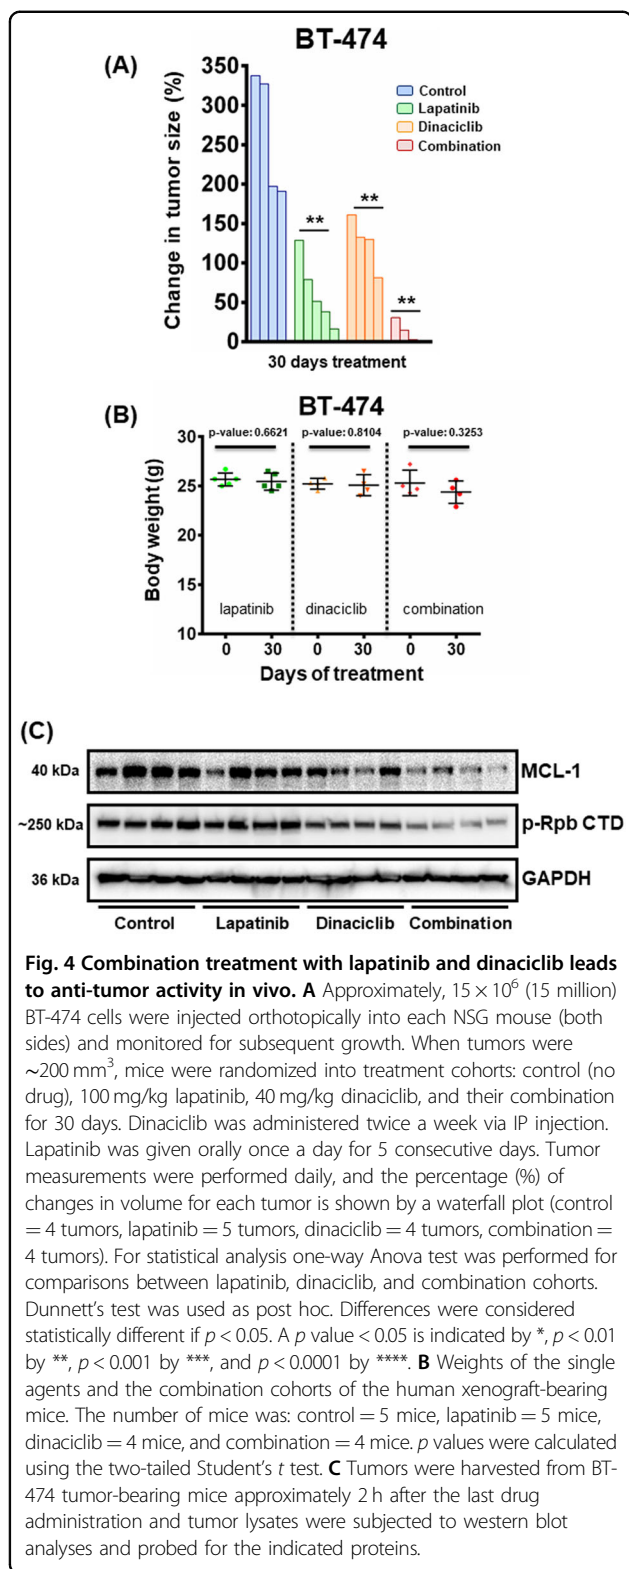 BT-474
(A)
Change in tumor size (%)
350
300
250
200
150
100
50
0
Control
Lapatinib
Dinaciclib
Combination
**
**
**
30 days treatment
(B)
BT-474
p-value: 0.6621 p-value: 0.8104 p-value: 0.3253
Body weight (g)
30
25
20
15
10
lapatinib dinaciclib combination
0 30 0 30 0 30
Days of treatment
(C)
40 kDa MCL-1
~250 kDa p-Rpb CTD
36 kDa GAPDH
Control Lapatinib Dinaciclib Combination
Fig. 4 Combination treatment with lapatinib and dinaciclib leads
to anti-tumor activity in vivo. A Approximately, 15 × 10⁶ (15 million)
BT-474 cells were injected orthotopically into each NSG mouse (both
sides) and monitored for subsequent growth. When tumors were
~200 mm³, mice were randomized into treatment cohorts: control (no
drug), 100 mg/kg lapatinib, 40 mg/kg dinaciclib, and their combination
for 30 days. Dinaciclib was administered twice a week via IP injection.
Lapatinib was given orally once a day for 5 consecutive days. Tumor
measurements were performed daily, and the percentage (%) of
changes in volume for each tumor is shown by a waterfall plot (control
= 4 tumors, lapatinib = 5 tumors, dinaciclib = 4 tumors, combination =
4 tumors). For statistical analysis one-way Anova test was performed for
comparisons between lapatinib, dinaciclib, and combination cohorts.
Dunnett's test was used as post hoc. Differences were considered
statistically different if p < 0.05. A p value < 0.05 is indicated by *, p < 0.01
by **, p < 0.001 by ***, and p < 0.0001 by ****. B Weights of the single
agents and the combination cohorts of the human xenograft-bearing
mice. The number of mice was: control = 5 mice, lapatinib = 5 mice,
dinaciclib = 4 mice, and combination = 4 mice. p values were calculated
using the two-tailed Student's t test. C Tumors were harvested from BT-
474 tumor-bearing mice approximately 2 h after the last drug
administration and tumor lysates were subjected to western blot
analyses and probed for the indicated proteins.